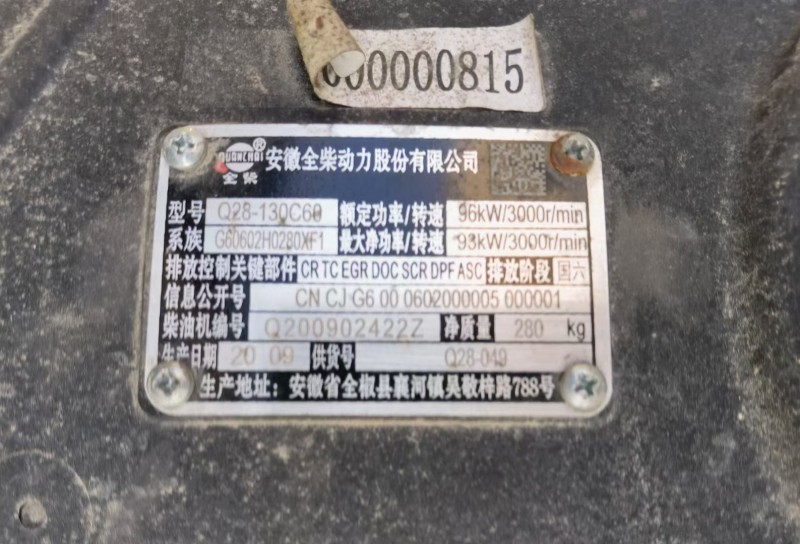 000000815
QUANCHAI ® 安徽全柴动力股份有限公司
全柴
型号 Q28-130C60 额定功率/转速 96kW/3000r/min
系族 G60602H0280XF1 最大净功率/转速 93kW/3000r/min
排放控制关键部件 CR TC EGR DOC SCR DPF ASC 排放阶段 国六
信息公开号 CN CJ G6 00 0602000005 000001
柴油机编号 Q200902422Z 净质量 280 kg
生产日期 20 09 供货号 Q28-049
生产地址：安徽省全椒县襄河镇吴敬梓路788号